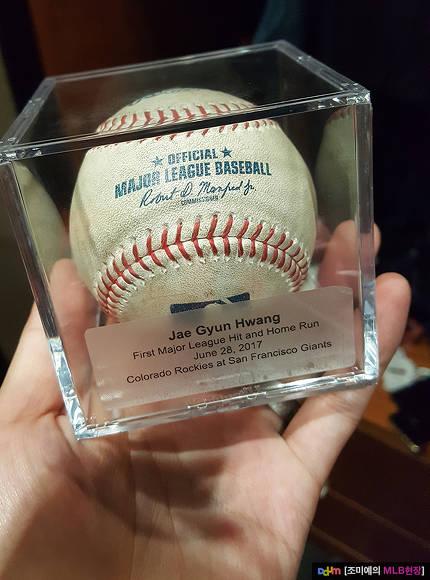 ★ OFFICIAL ★
MAJOR LEAGUE BASEBALL
Robert D. Manfred Jr.
COMMISSIONER
Jae Gyun Hwang
First Major League Hit and Home Run
June 28, 2017
Colorado Rockies at San Francisco Giants
Daum [조미예의 MLB현장]